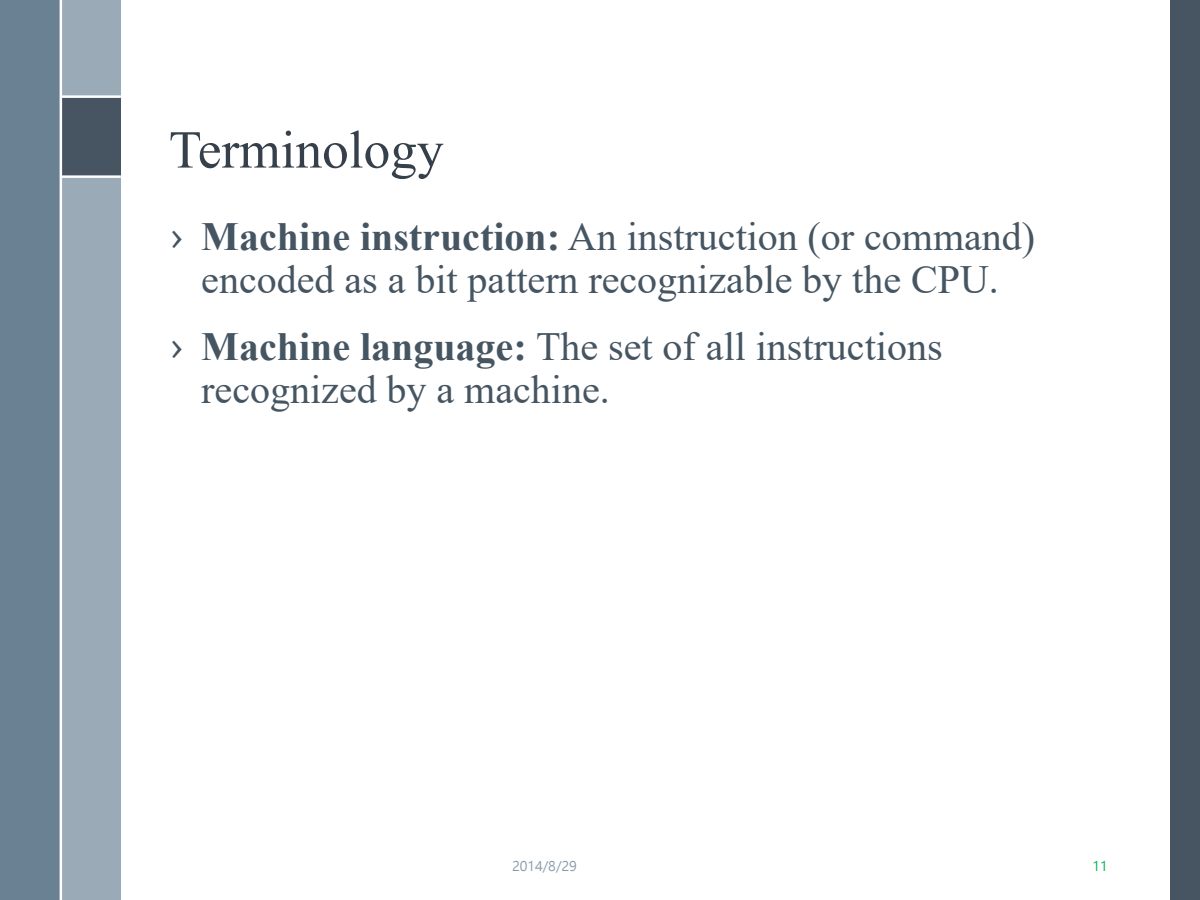 Terminology
› Machine instruction: An instruction (or command)
encoded as a bit pattern recognizable by the CPU.
› Machine language: The set of all instructions
recognized by a machine.
2014/8/29
11